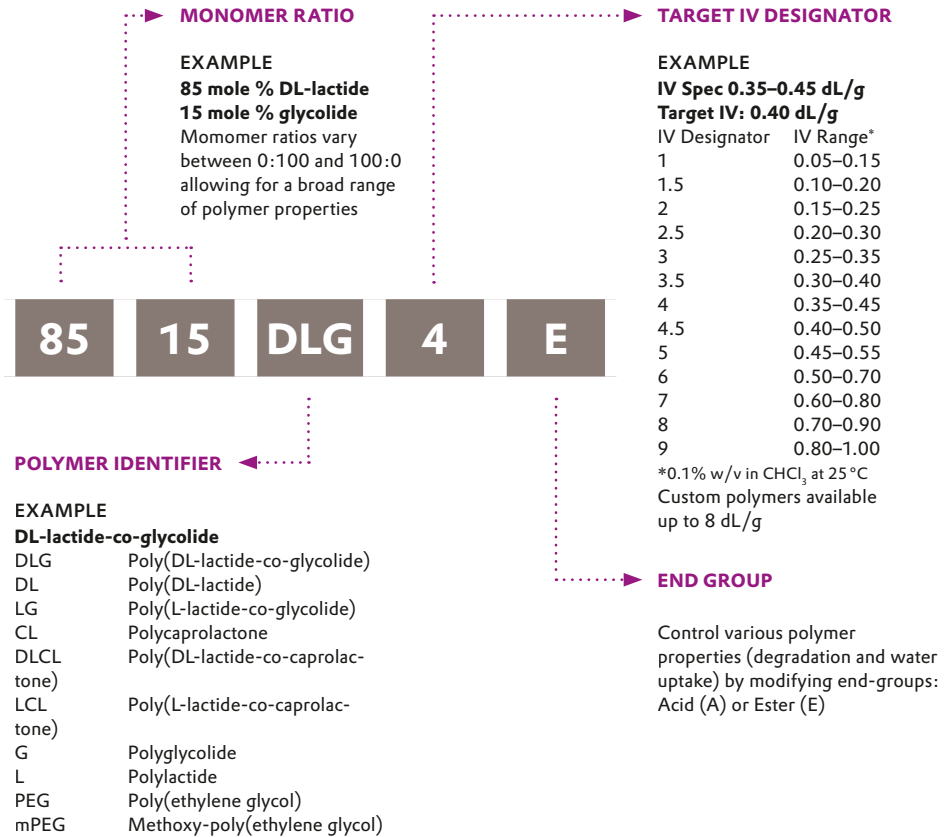 MONOMER RATIO
EXAMPLE
85 mole % DL-lactide
15 mole % glycolide
Momomer ratios vary
between 0:100 and 100:0
allowing for a broad range
of polymer properties
TARGET IV DESIGNATOR
EXAMPLE
IV Spec 0.35–0.45 dL/g
Target IV: 0.40 dL/g
IV Designator IV Range*
1 0.05–0.15
1.5 0.10–0.20
2 0.15–0.25
2.5 0.20–0.30
3 0.25–0.35
3.5 0.30–0.40
4 0.35–0.45
4.5 0.40–0.50
5 0.45–0.55
6 0.50–0.70
7 0.60–0.80
8 0.70–0.90
9 0.80–1.00
*0.1% w/v in CHCl3 at 25 °C
Custom polymers available
up to 8 dL/g
85 15 DLG 4 E
POLYMER IDENTIFIER
EXAMPLE
DL-lactide-co-glycolide
DLG Poly(DL-lactide-co-glycolide)
DL Poly(DL-lactide)
LG Poly(L-lactide-co-glycolide)
CL Polycaprolactone
DLCL Poly(DL-lactide-co-caprolac-
tone)
LCL Poly(L-lactide-co-caprolac-
tone)
G Polyglycolide
L Polylactide
PEG Poly(ethylene glycol)
mPEG Methoxy-poly(ethylene glycol)
END GROUP
Control various polymer
properties (degradation and water
uptake) by modifying end-groups:
Acid (A) or Ester (E)